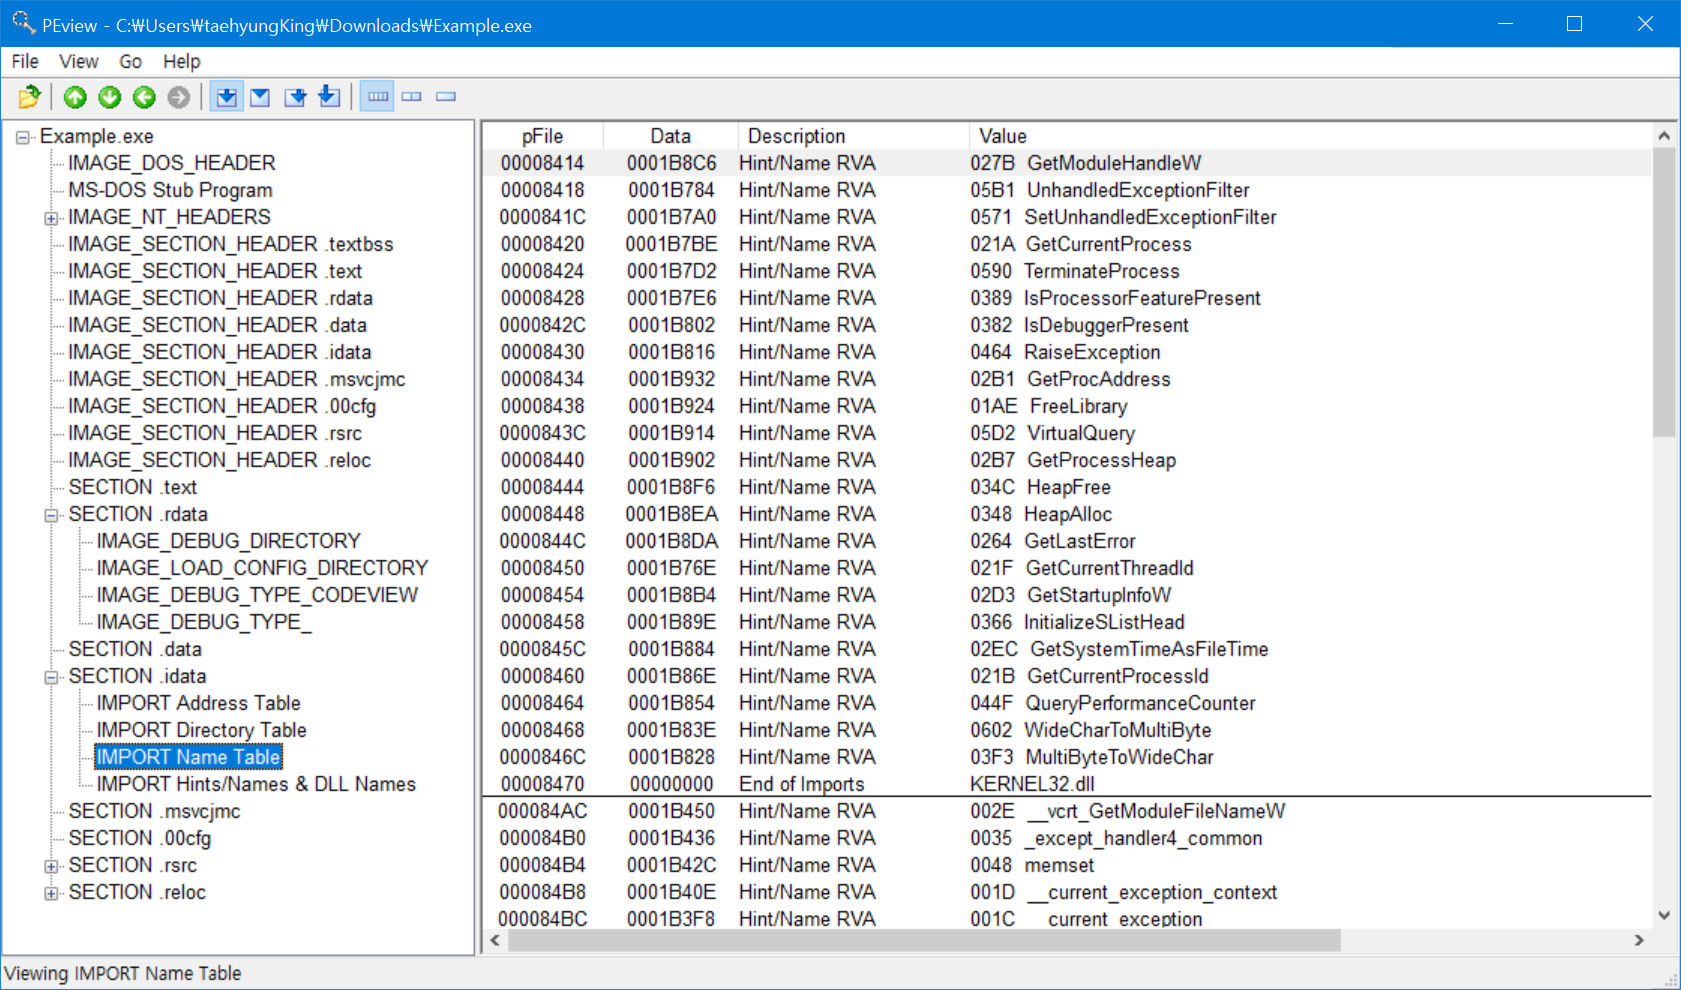 PEview - C:₩Users₩taehyungKing₩Downloads₩Example.exe
File View Go Help
Example.exe
IMAGE_DOS_HEADER
MS-DOS Stub Program
IMAGE_NT_HEADERS
IMAGE_SECTION_HEADER .textbss
IMAGE_SECTION_HEADER .text
IMAGE_SECTION_HEADER .rdata
IMAGE_SECTION_HEADER .data
IMAGE_SECTION_HEADER .idata
IMAGE_SECTION_HEADER .msvcjmc
IMAGE_SECTION_HEADER .00cfg
IMAGE_SECTION_HEADER .rsrc
IMAGE_SECTION_HEADER .reloc
SECTION .text
SECTION .rdata
IMAGE_DEBUG_DIRECTORY
IMAGE_LOAD_CONFIG_DIRECTORY
IMAGE_DEBUG_TYPE_CODEVIEW
IMAGE_DEBUG_TYPE_
SECTION .data
SECTION .idata
IMPORT Address Table
IMPORT Directory Table
IMPORT Name Table
IMPORT Hints/Names & DLL Names
SECTION .msvcjmc
SECTION .00cfg
SECTION .rsrc
SECTION .reloc
pFile Data Description Value
00008414 0001B8C6 Hint/Name RVA 027B GetModuleHandleW
00008418 0001B784 Hint/Name RVA 05B1 UnhandledExceptionFilter
0000841C 0001B7A0 Hint/Name RVA 0571 SetUnhandledExceptionFilter
00008420 0001B7BE Hint/Name RVA 021A GetCurrentProcess
00008424 0001B7D2 Hint/Name RVA 0590 TerminateProcess
00008428 0001B7E6 Hint/Name RVA 0389 IsProcessorFeaturePresent
0000842C 0001B802 Hint/Name RVA 0382 IsDebuggerPresent
00008430 0001B816 Hint/Name RVA 0464 RaiseException
00008434 0001B932 Hint/Name RVA 02B1 GetProcAddress
00008438 0001B924 Hint/Name RVA 01AE FreeLibrary
0000843C 0001B914 Hint/Name RVA 05D2 VirtualQuery
00008440 0001B902 Hint/Name RVA 02B7 GetProcessHeap
00008444 0001B8F6 Hint/Name RVA 034C HeapFree
00008448 0001B8EA Hint/Name RVA 0348 HeapAlloc
0000844C 0001B8DA Hint/Name RVA 0264 GetLastError
00008450 0001B76E Hint/Name RVA 021F GetCurrentThreadId
00008454 0001B8B4 Hint/Name RVA 02D3 GetStartupInfoW
00008458 0001B89E Hint/Name RVA 0366 InitializeSListHead
0000845C 0001B884 Hint/Name RVA 02EC GetSystemTimeAsFileTime
00008460 0001B86E Hint/Name RVA 021B GetCurrentProcessId
00008464 0001B854 Hint/Name RVA 044F QueryPerformanceCounter
00008468 0001B83E Hint/Name RVA 0602 WideCharToMultiByte
0000846C 0001B828 Hint/Name RVA 03F3 MultiByteToWideChar
00008470 00000000 End of Imports KERNEL32.dll
000084AC 0001B450 Hint/Name RVA 002E __vcrt_GetModuleFileNameW
000084B0 0001B436 Hint/Name RVA 0035 _except_handler4_common
000084B4 0001B42C Hint/Name RVA 0048 memset
000084B8 0001B40E Hint/Name RVA 001D __current_exception_context
000084BC 0001B3F8 Hint/Name RVA 001C __current_exception
Viewing IMPORT Name Table